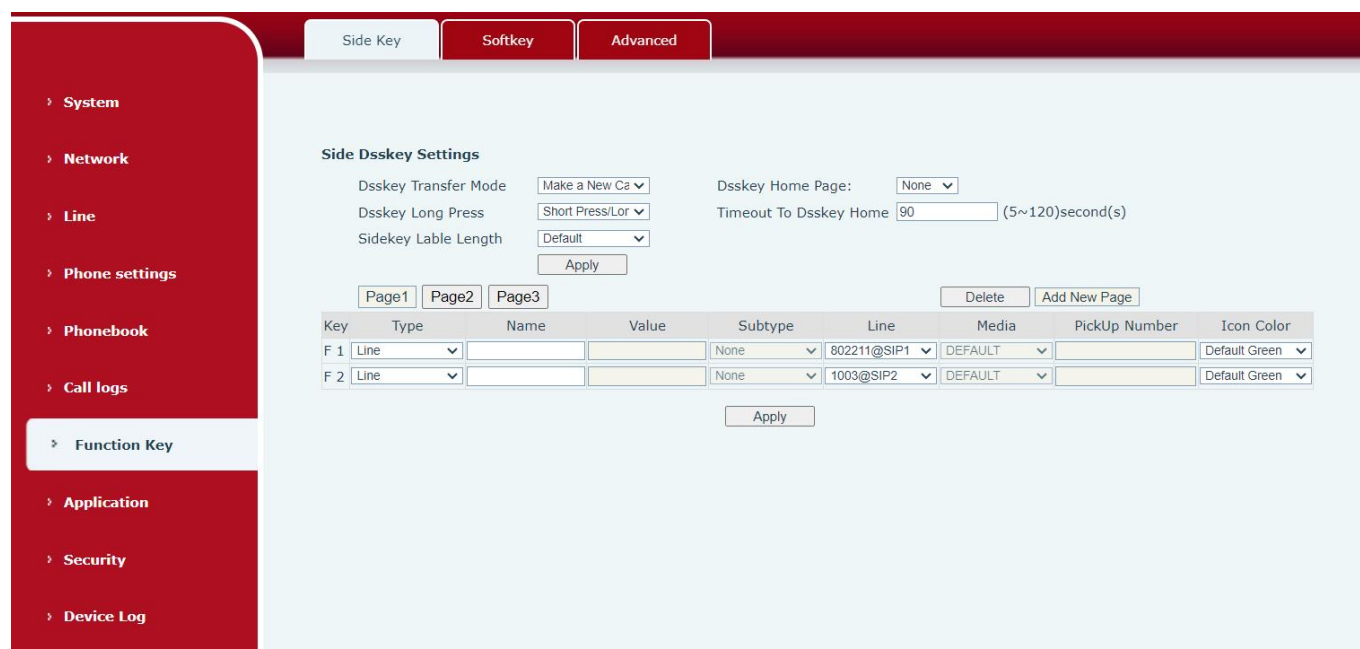 Side Key Softkey Advanced
System
Network
Line
Phone settings
Phonebook
Call logs
Function Key
Application
Security
Device Log
Side Dsskey Settings
Dsskey Transfer Mode Make a New Ca Dsskey Home Page: None
Dsskey Long Press Short Press/Lor Timeout To Dsskey Home 90 (5~120)second(s)
Sidekey Lable Length Default
Apply
Page1 Page2 Page3 Delete Add New Page
Key Type Name Value Subtype Line Media PickUp Number Icon Color
F 1 Line None 802211@SIP1 DEFAULT Default Green
F 2 Line None 1003@SIP2 DEFAULT Default Green
Apply